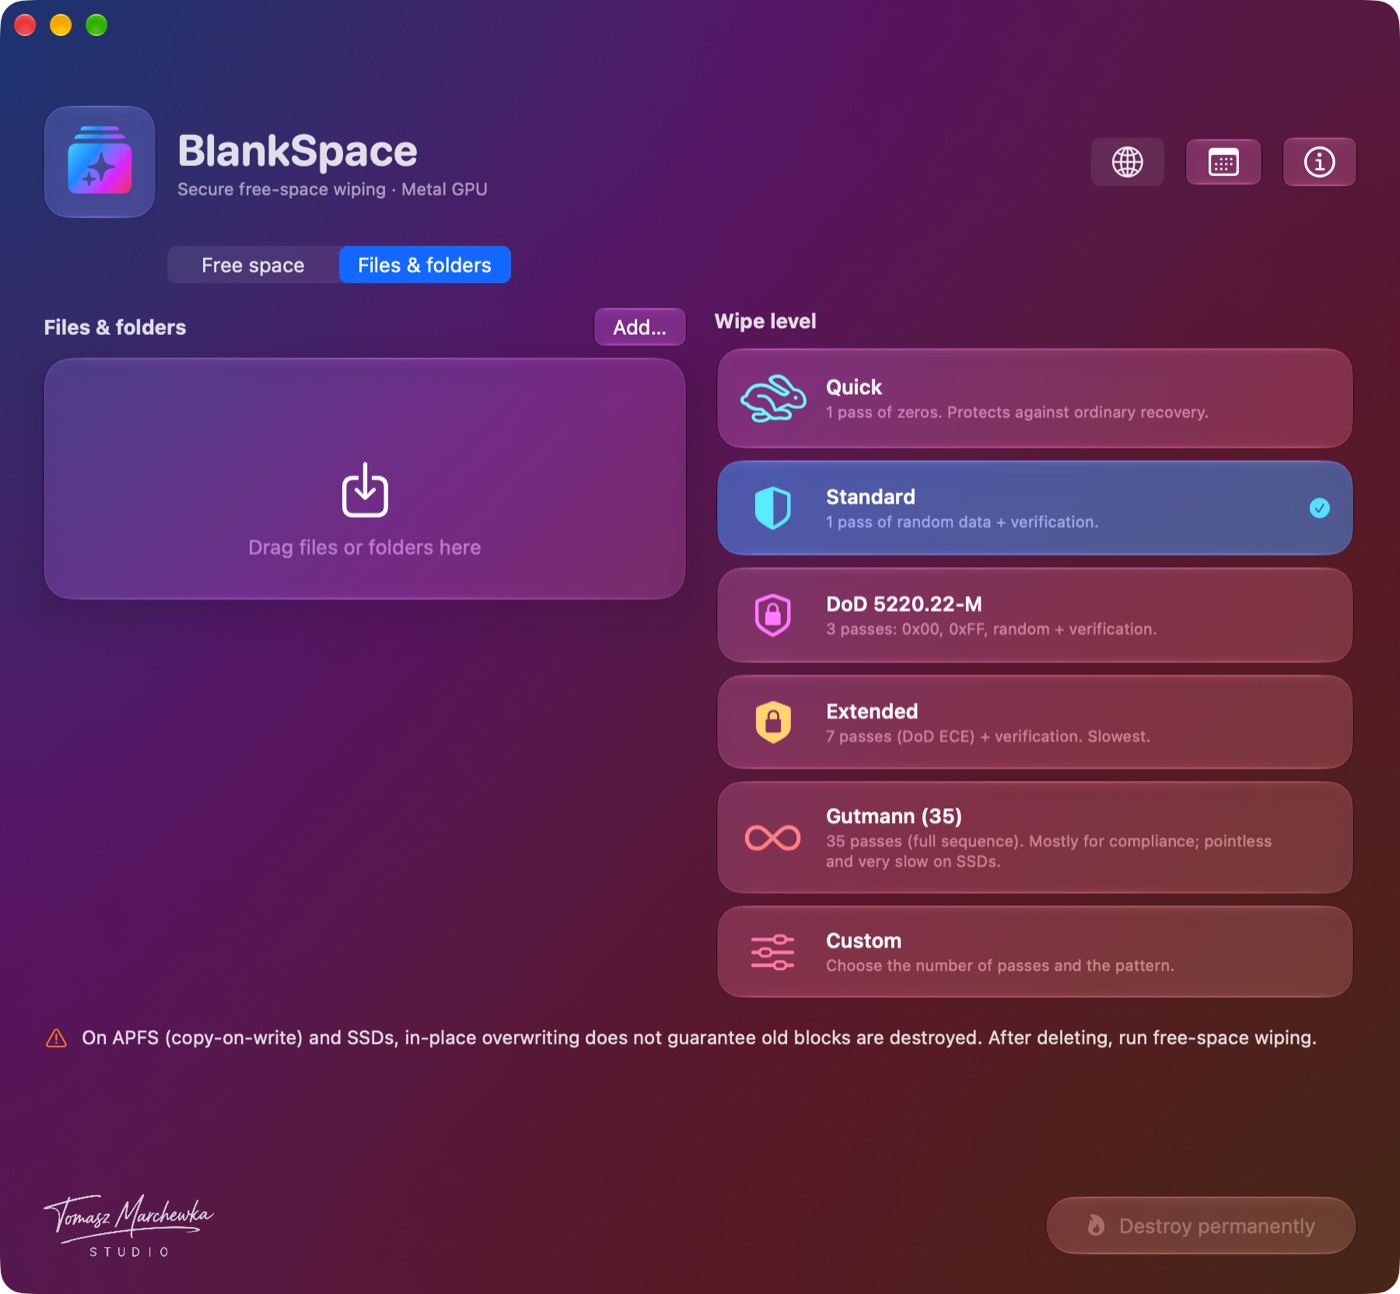 BlankSpace
Secure free-space wiping · Metal GPU
Free space
Files & folders
Files & folders
Add...
Drag files or folders here
Wipe level
Quick
1 pass of zeros. Protects against ordinary recovery.
Standard
1 pass of random data + verification.
DoD 5220.22-M
3 passes: 0x00, 0xFF, random + verification.
Extended
7 passes (DoD ECE) + verification. Slowest.
Gutmann (35)
35 passes (full sequence). Mostly for compliance; pointless
and very slow on SSDs.
Custom
Choose the number of passes and the pattern.
On APFS (copy-on-write) and SSDs, in-place overwriting does not guarantee old blocks are destroyed. After deleting, run free-space wiping.
Tomasz Marchewka
STUDIO
Destroy permanently